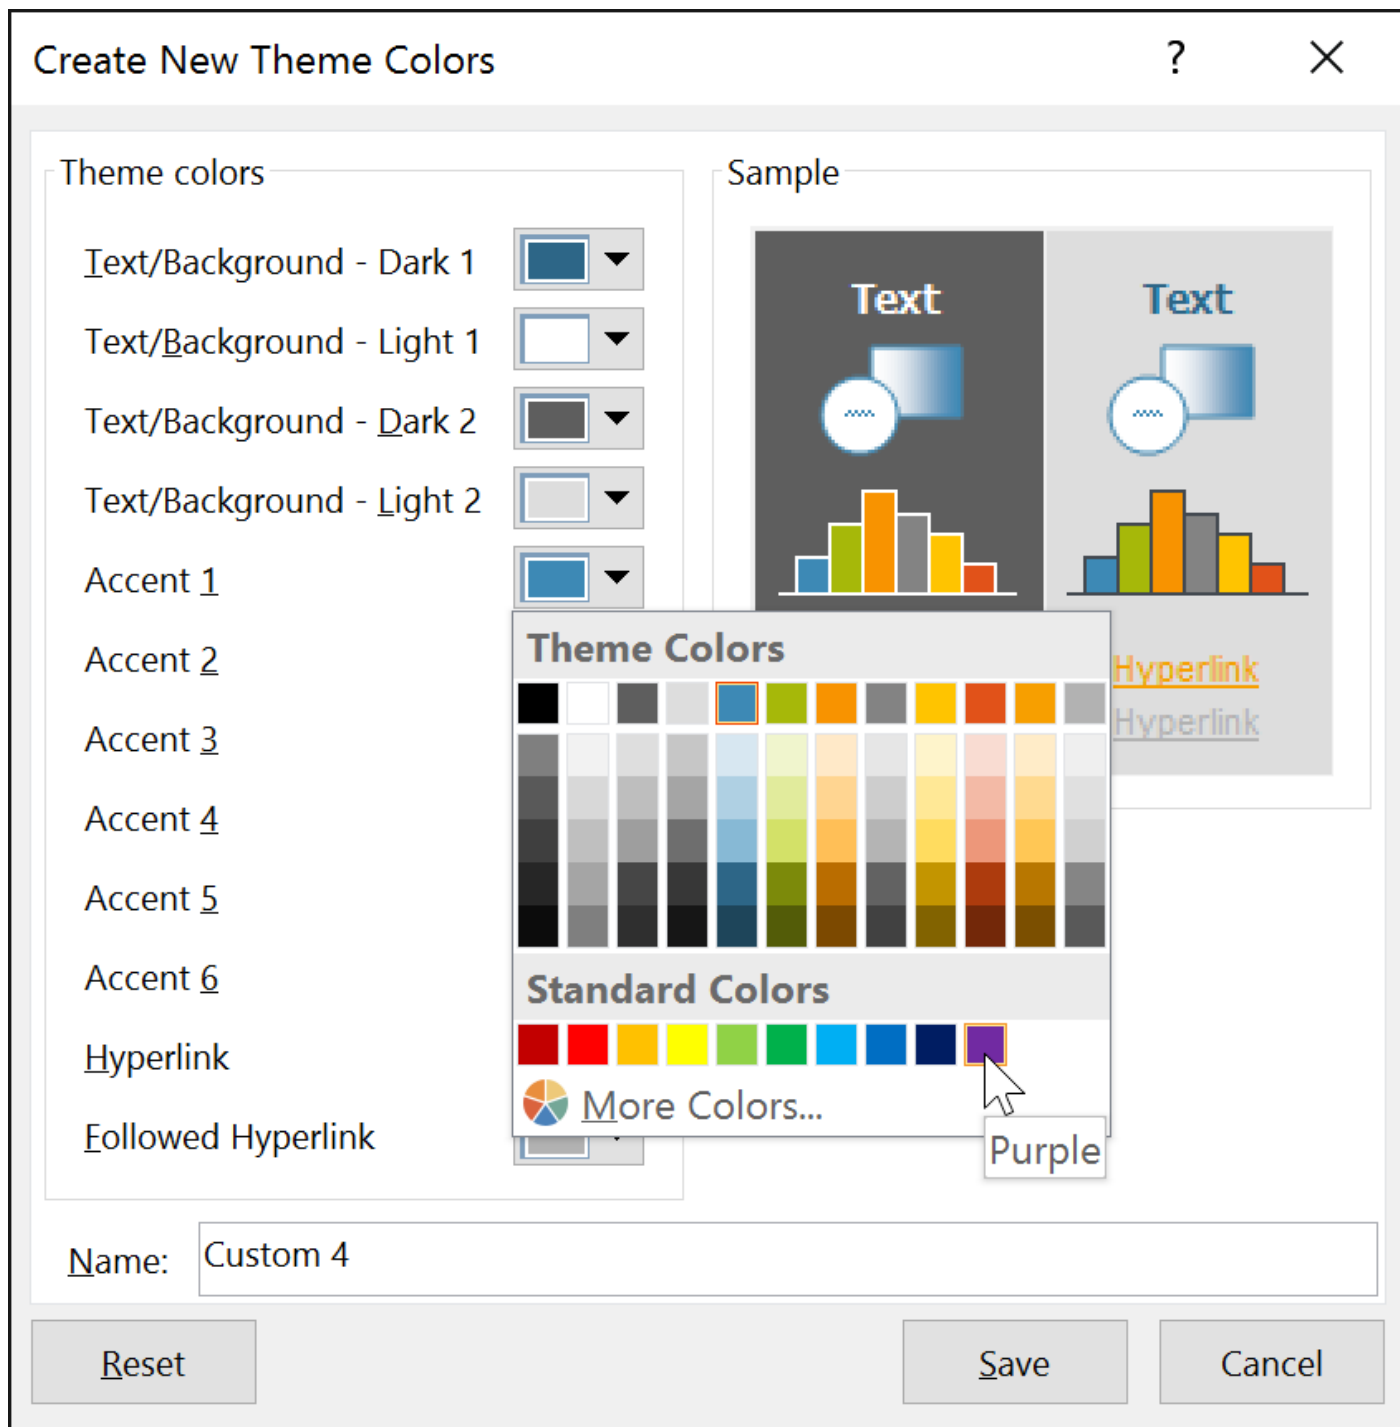 Create New Theme Colors
?
Theme colors
Text/Background - Dark 1
Text/Background - Light 1
Text/Background - Dark 2
Text/Background - Light 2
Accent 1
Accent 2
Accent 3
Accent 4
Accent 5
Accent 6
Hyperlink
Followed Hyperlink
Sample
Text Text
Hyperlink
Hyperlink
Theme Colors
Standard Colors
More Colors...
Purple
Name: Custom 4
Reset Save Cancel